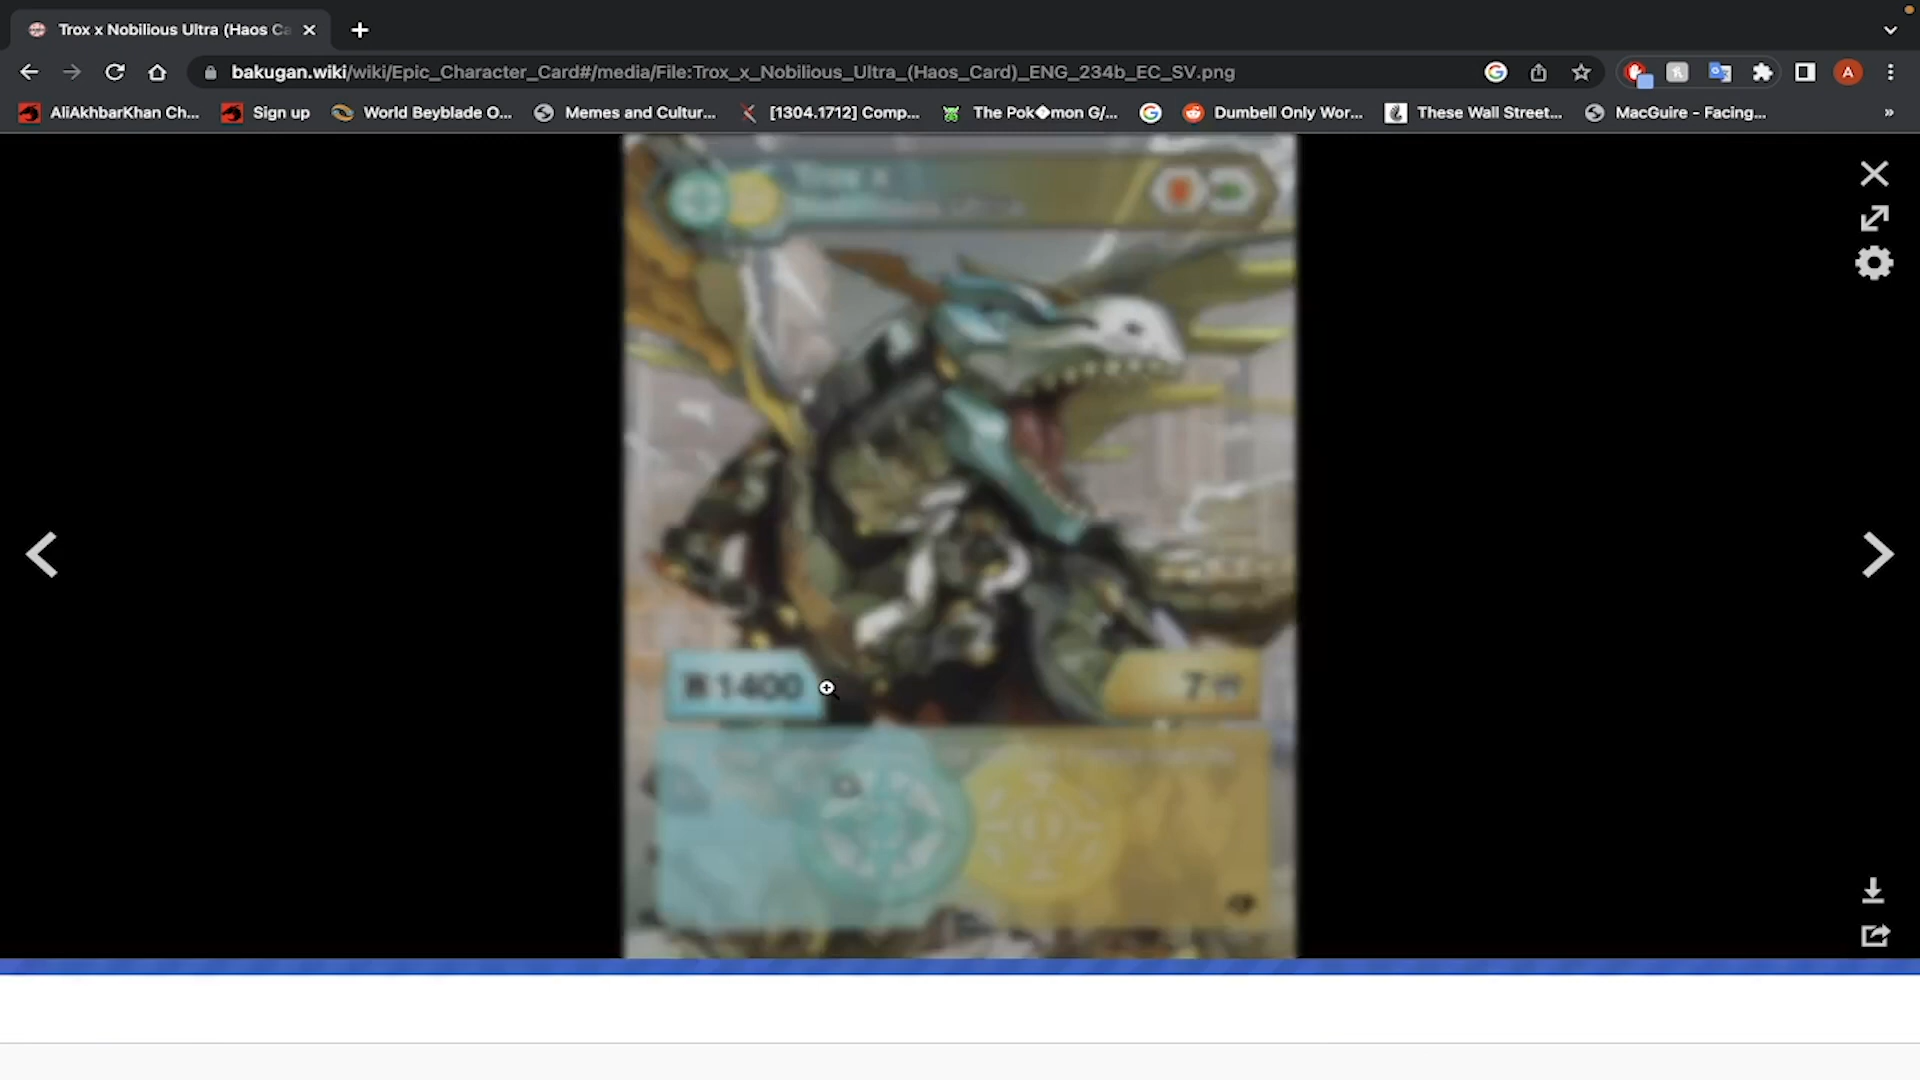 Trox x Nobilious Ultra (Haos Ca
bakugan.wiki/wiki/Epic_Character_Card#/media/File:Trox_x_Nobilious_Ultra_(Haos_Card)_ENG_234b_EC_SV.png
A
AliAkhbarKhan Ch...
Sign up
World Beyblade O...
Memes and Cultur...
[1304.1712] Comp...
The Pok�mon G/...
Dumbell Only Wor...
These Wall Street...
MacGuire - Facing...
»
Trox x
1400
7